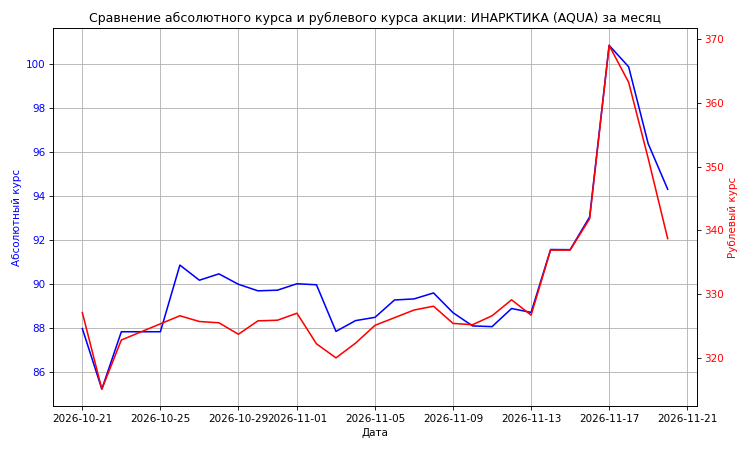 Сравнение абсолютного курса и рублевого курса акции: ИНАРКТИКА (AQUA) за месяц
100
98
96
94
92
90
88
86
Абсолютный курс
370
360
350
340
330
320
Рублевый курс
2026-10-21 2026-10-25 2026-10-29 2026-11-01 2026-11-05 2026-11-09 2026-11-13 2026-11-17 2026-11-21
Дата